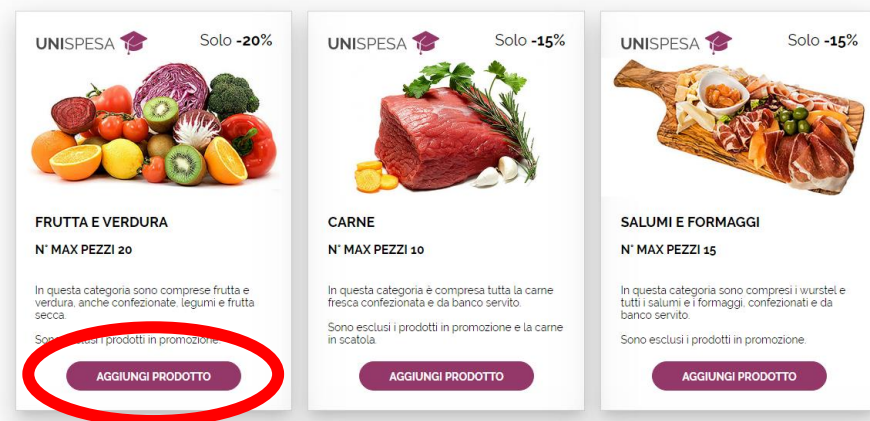 UNISPESA Solo -20%
FRUTTA E VERDURA
N° MAX PEZZI 20
In questa categoria sono comprese frutta e
verdura, anche confezionate, legumi e frutta
secca.
Sono esclusi i prodotti in promozione.
AGGIUNGI PRODOTTO
UNISPESA Solo -15%
CARNE
N° MAX PEZZI 10
In questa categoria è compresa tutta la carne
fresca confezionata e da banco servito.
Sono esclusi i prodotti in promozione e la carne
in scatola.
AGGIUNGI PRODOTTO
UNISPESA Solo -15%
SALUMI E FORMAGGI
N° MAX PEZZI 15
In questa categoria sono compresi i wurstel e
tutti i salumi e i formaggi, confezionati e da
banco servito.
Sono esclusi i prodotti in promozione.
AGGIUNGI PRODOTTO